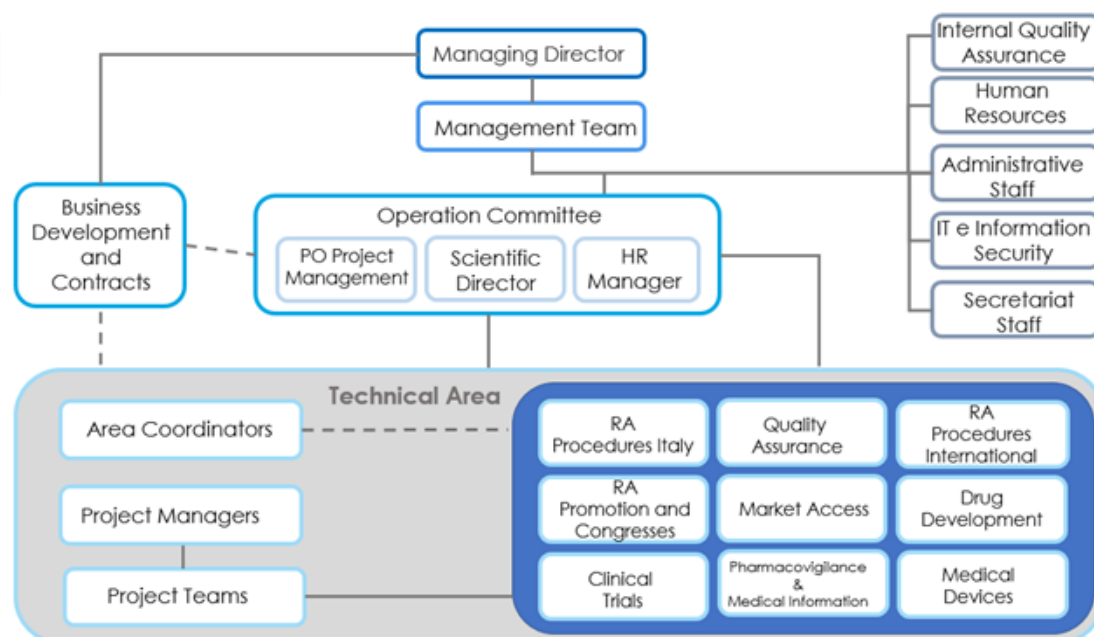 Managing Director
Management Team
Internal Quality
Assurance
Human
Resources
Administrative
Staff
IT e Information
Security
Secretariat
Staff
Business
Development
and
Contracts
Operation Committee
PO Project
Management
Scientific
Director
HR
Manager
Technical Area
Area Coordinators
Project Managers
Project Teams
RA
Procedures Italy
Quality
Assurance
RA
Procedures
International
RA
Promotion and
Congresses
Market Access
Drug
Development
Clinical
Trials
Pharmacovigilance
&
Medical Information
Medical
Devices